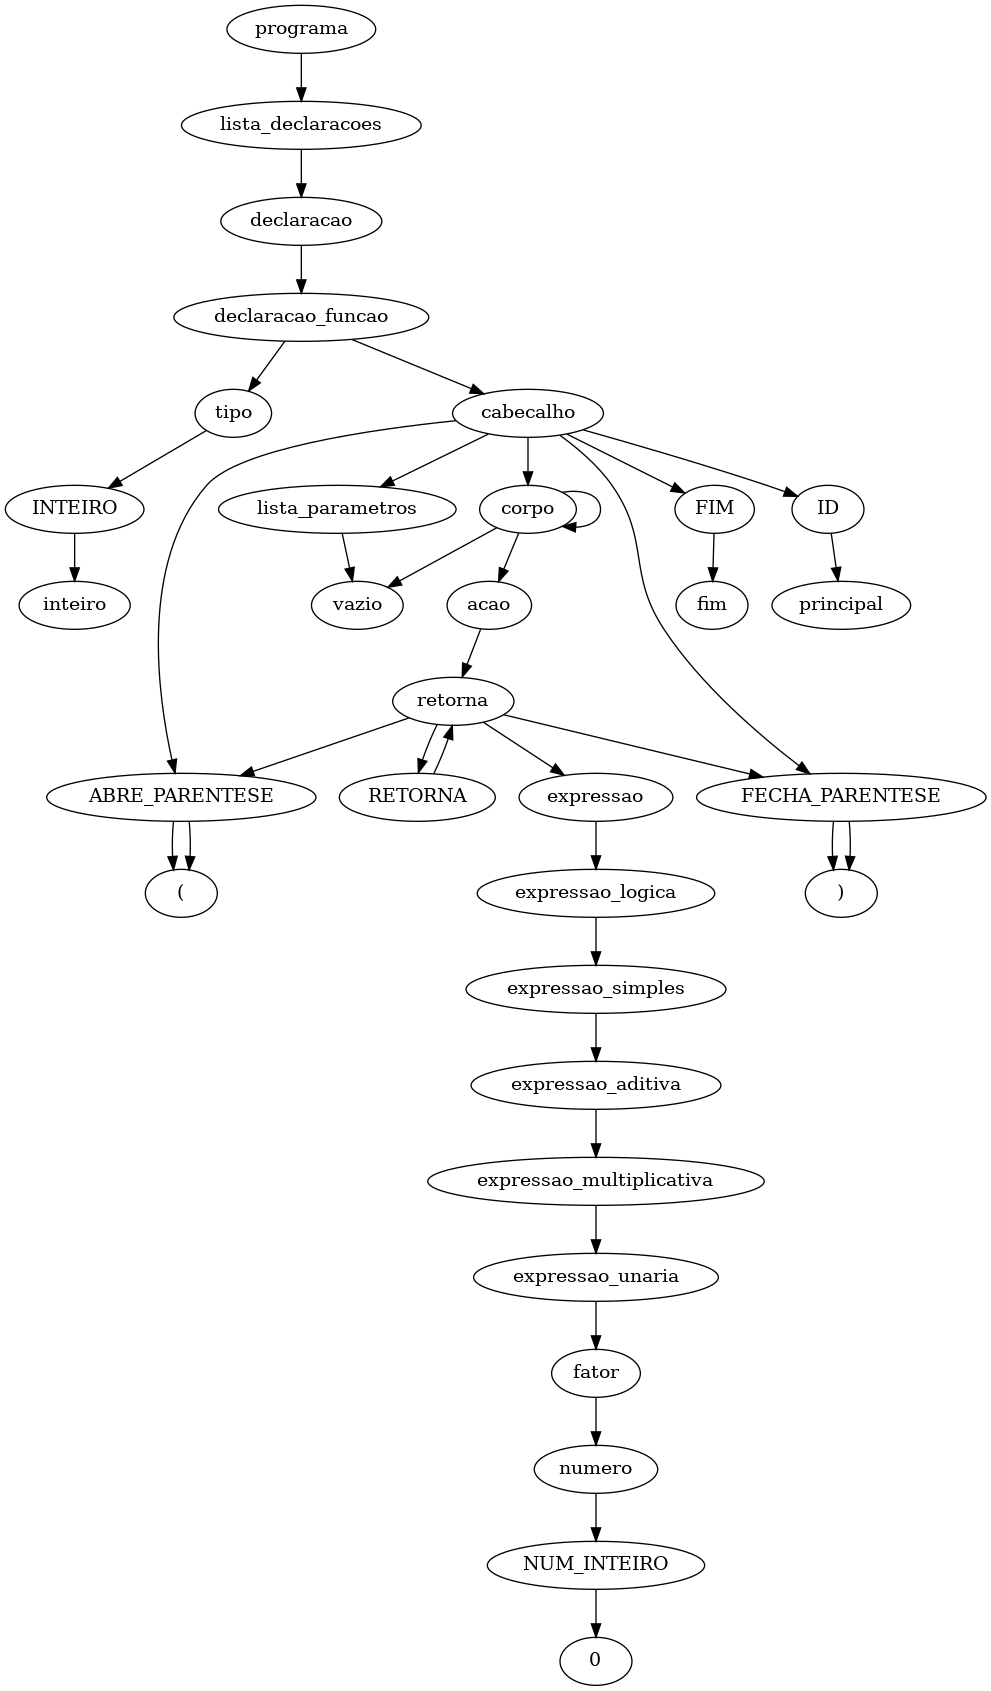 programa
lista_declaracoes
declaracao
declaracao_funcao
tipo
cabecalho
INTEIRO
lista_parametros
corpo
FIM
ID
inteiro
vazio
acao
fim
principal
retorna
ABRE_PARENTESE
RETORNA
expressao
FECHA_PARENTESE
(
expressao_logica
)
expressao_simples
expressao_aditiva
expressao_multiplicativa
expressao_unaria
fator
numero
NUM_INTEIRO
0